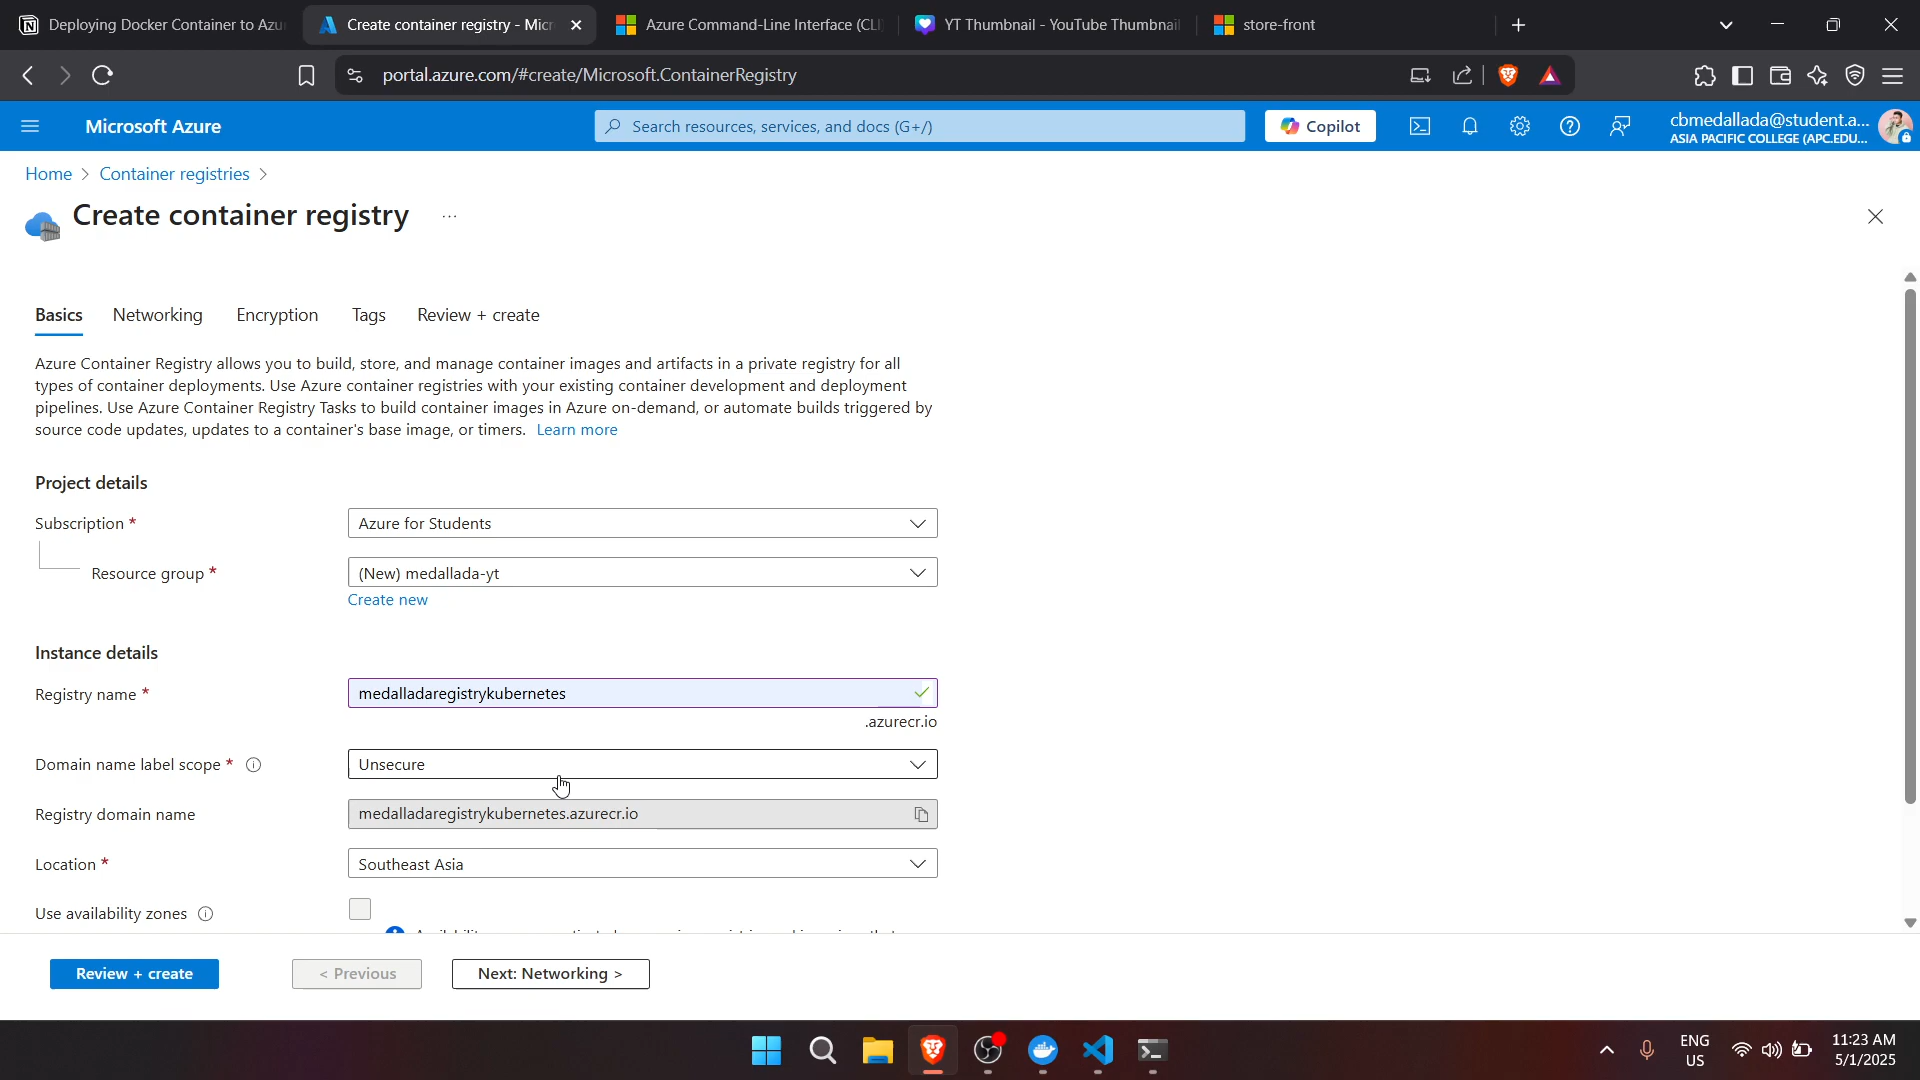 Deploying Docker Container to Azu
Create container registry - Micr
Azure Command-Line Interface (CLI
YT Thumbnail - YouTube Thumbnail
store-front
portal.azure.com/#create/Microsoft.ContainerRegistry
Microsoft Azure
Search resources, services, and docs (G+/)
Copilot
cbmedallada@student.a...
ASIA PACIFIC COLLEGE (APC.EDU...
Home > Container registries >
Create container registry ...
Basics
Networking
Encryption
Tags
Review + create
Azure Container Registry allows you to build, store, and manage container images and artifacts in a private registry for all
types of container deployments. Use Azure container registries with your existing container development and deployment
pipelines. Use Azure Container Registry Tasks to build container images in Azure on-demand, or automate builds triggered by
source code updates, updates to a container's base image, or timers. Learn more
Project details
Subscription *
Azure for Students
Resource group *
(New) medallada-yt
Create new
Instance details
Registry name *
medalladaregistrykubernetes
.azurecr.io
Domain name label scope *
Unsecure
Registry domain name
medalladaregistrykubernetes.azurecr.io
Location *
Southeast Asia
Use availability zones
Review + create
< Previous
Next: Networking >
ENG
US
11:23 AM
5/1/2025